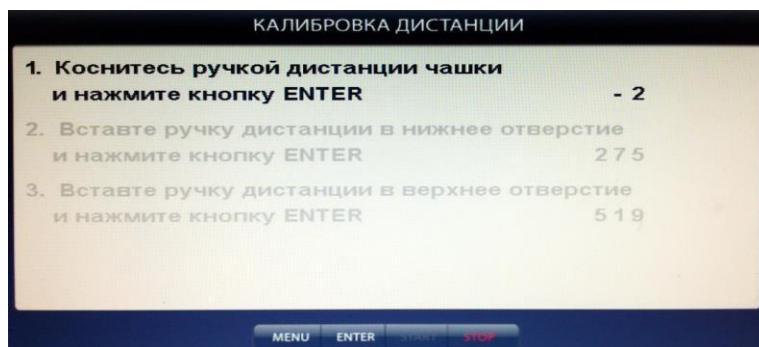 КАЛИБРОВКА ДИСТАНЦИИ
1. Коснитесь ручкой дистанции чашки
и нажмите кнопку ENTER - 2
2. Вставте ручку дистанции в нижнее отверстие
и нажмите кнопку ENTER 275
3. Вставте ручку дистанции в верхнее отверстие
и нажмите кнопку ENTER 519
MENU ENTER START STOP